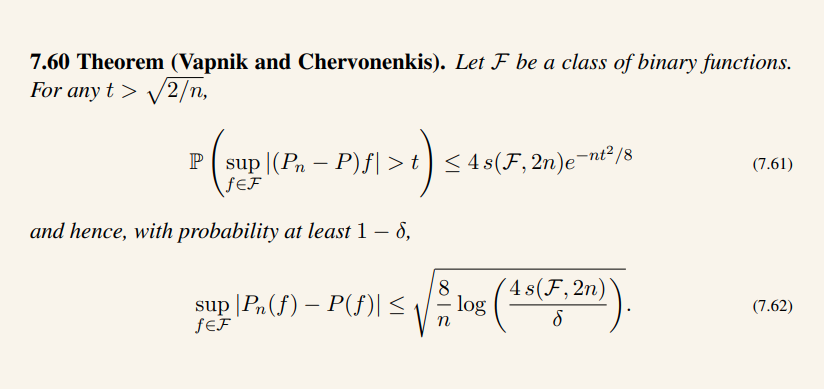 7.60 Theorem (Vapnik and Chervonenkis). Let $\mathcal{F}$ be a class of binary functions.
For any $t > \sqrt{2/n}$,
$$\mathbb{P}\left(\sup_{f \in \mathcal{F}} |(P_n - P)f| > t\right) \leq 4\, s(\mathcal{F}, 2n) e^{-nt^2/8} \quad (7.61)$$
and hence, with probability at least $1 - \delta$,
$$\sup_{f \in \mathcal{F}} |P_n(f) - P(f)| \leq \sqrt{\frac{8}{n} \log\left(\frac{4\, s(\mathcal{F}, 2n)}{\delta}\right)}. \quad (7.62)$$